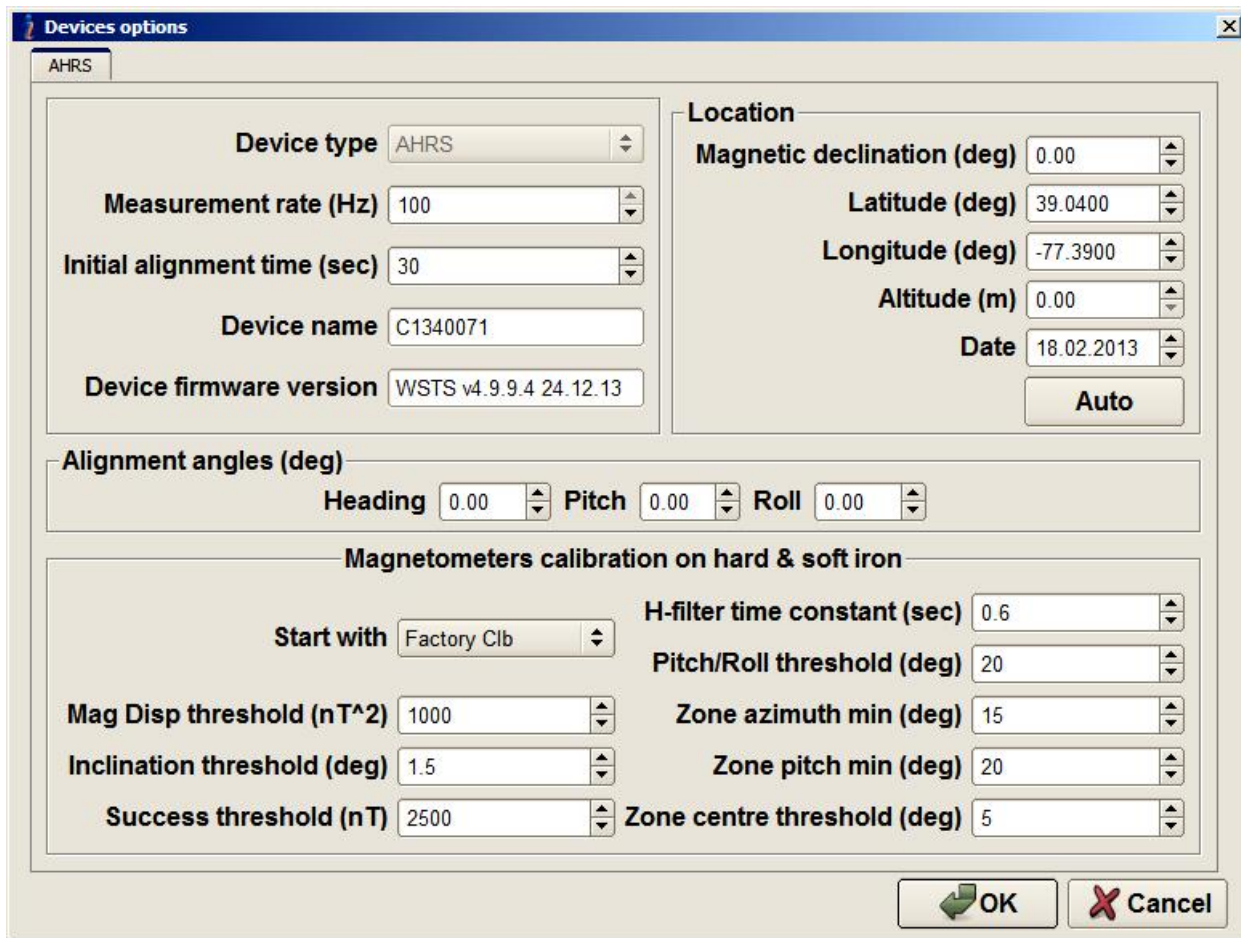 Devices options
AHRS
Device type AHRS
Measurement rate (Hz) 100
Initial alignment time (sec) 30
Device name C1340071
Device firmware version WSTS v4.9.9.4 24.12.13
Location
Magnetic declination (deg) 0.00
Latitude (deg) 39.0400
Longitude (deg) -77.3900
Altitude (m) 0.00
Date 18.02.2013
Auto
Alignment angles (deg)
Heading 0.00 Pitch 0.00 Roll 0.00
Magnetometers calibration on hard & soft iron
Start with Factory Clb
Mag Disp threshold (nT^2) 1000
Inclination threshold (deg) 1.5
Success threshold (nT) 2500
H-filter time constant (sec) 0.6
Pitch/Roll threshold (deg) 20
Zone azimuth min (deg) 15
Zone pitch min (deg) 20
Zone centre threshold (deg) 5
OK Cancel